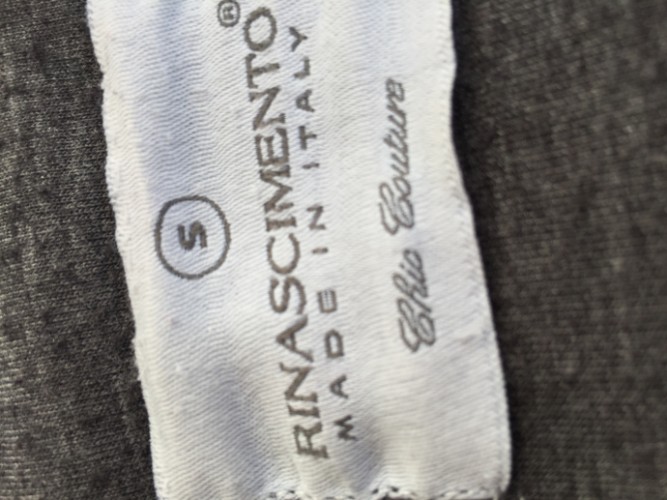 S
RINASCIMENTO®
MADE IN ITALY
Chic Couture